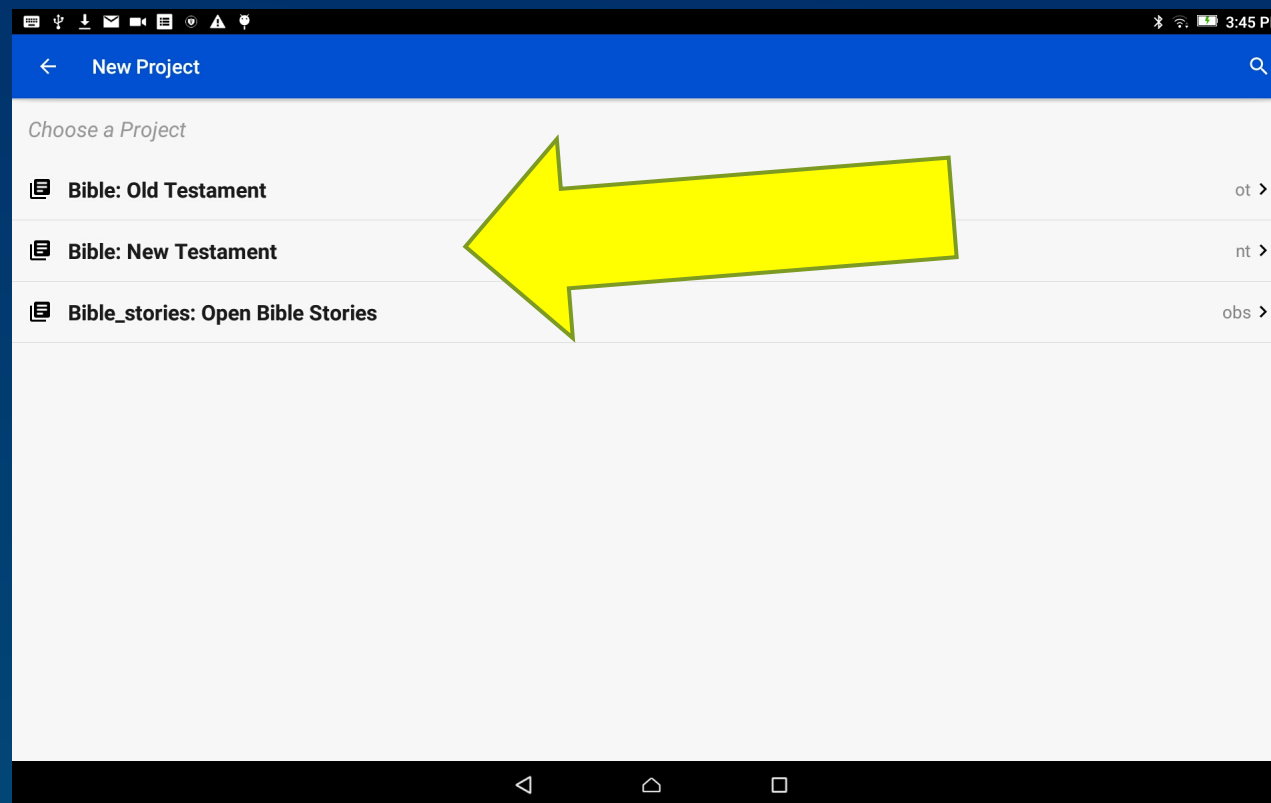 3:45 P
New Project
Choose a Project
Bible: Old Testament ot
Bible: New Testament nt
Bible_stories: Open Bible Stories obs